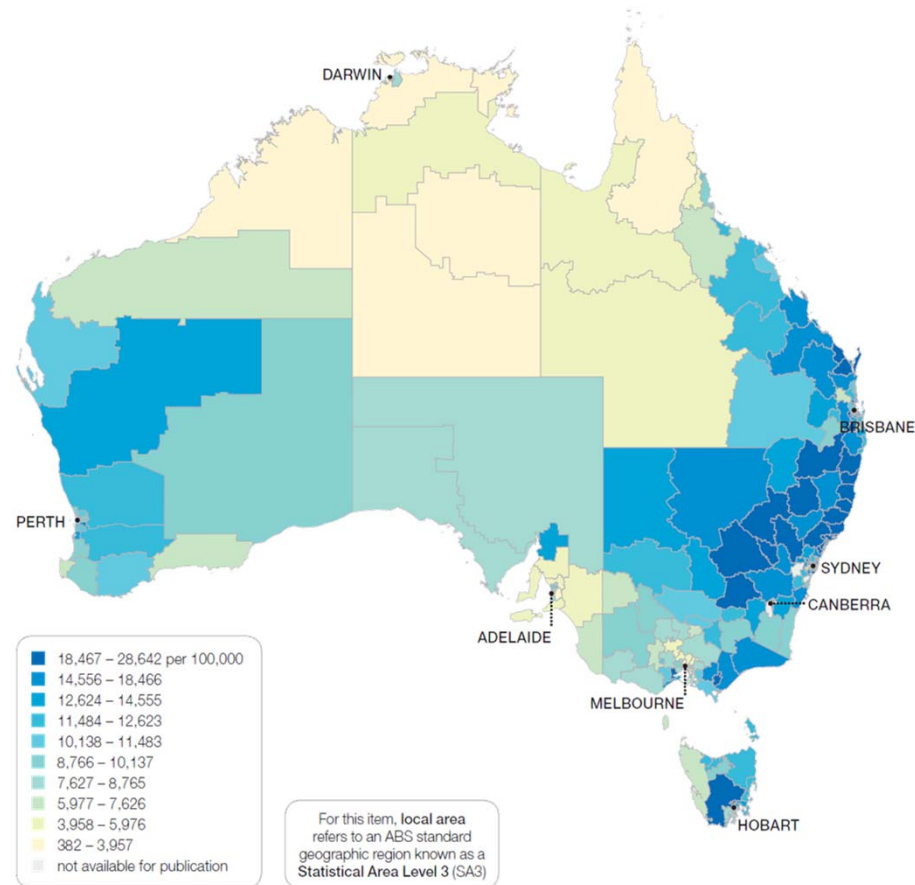 DARWIN
BRISBANE
PERTH
SYDNEY
CANBERRA
ADELAIDE
MELBOURNE
HOBART
18,467 – 28,642 per 100,000
14,556 – 18,466
12,624 – 14,555
11,484 – 12,623
10,138 – 11,483
8,766 – 10,137
7,627 – 8,765
5,977 – 7,626
3,958 – 5,976
382 – 3,957
not available for publication
For this item, local area
refers to an ABS standard
geographic region known as a
Statistical Area Level 3 (SA3)